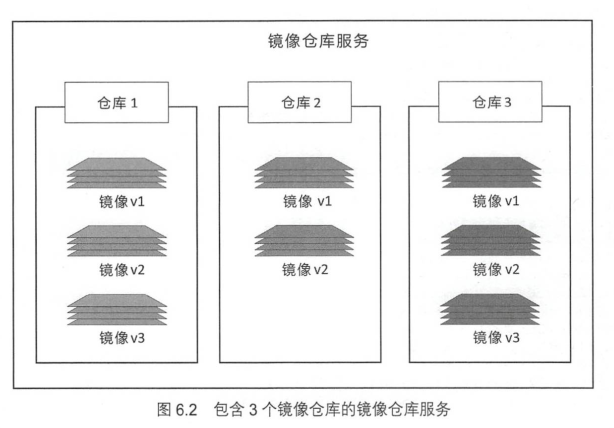 镜像仓库服务
仓库 1
仓库 2
仓库 3
镜像 v1
镜像 v1
镜像 v1
镜像 v2
镜像 v2
镜像 v2
镜像 v3
镜像 v3
图 6.2 包含 3 个镜像仓库的镜像仓库服务